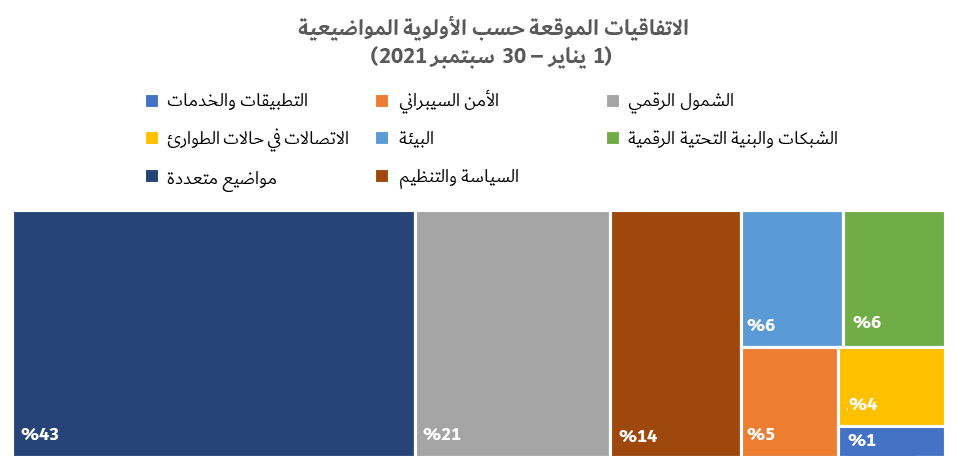 الاتفاقيات الموقعة حسب الأولوية المواضيعية
(1 يناير – 30 سبتمبر 2021)
الشمول الرقمي
الأمن السيبراني
التطبيقات والخدمات
الشبكات والبنية التحتية الرقمية
البيئة
الاتصالات في حالات الطوارئ
السياسة والتنظيم
مواضيع متعددة
%6
%6
%4
%1
%5
%14
%21
%43